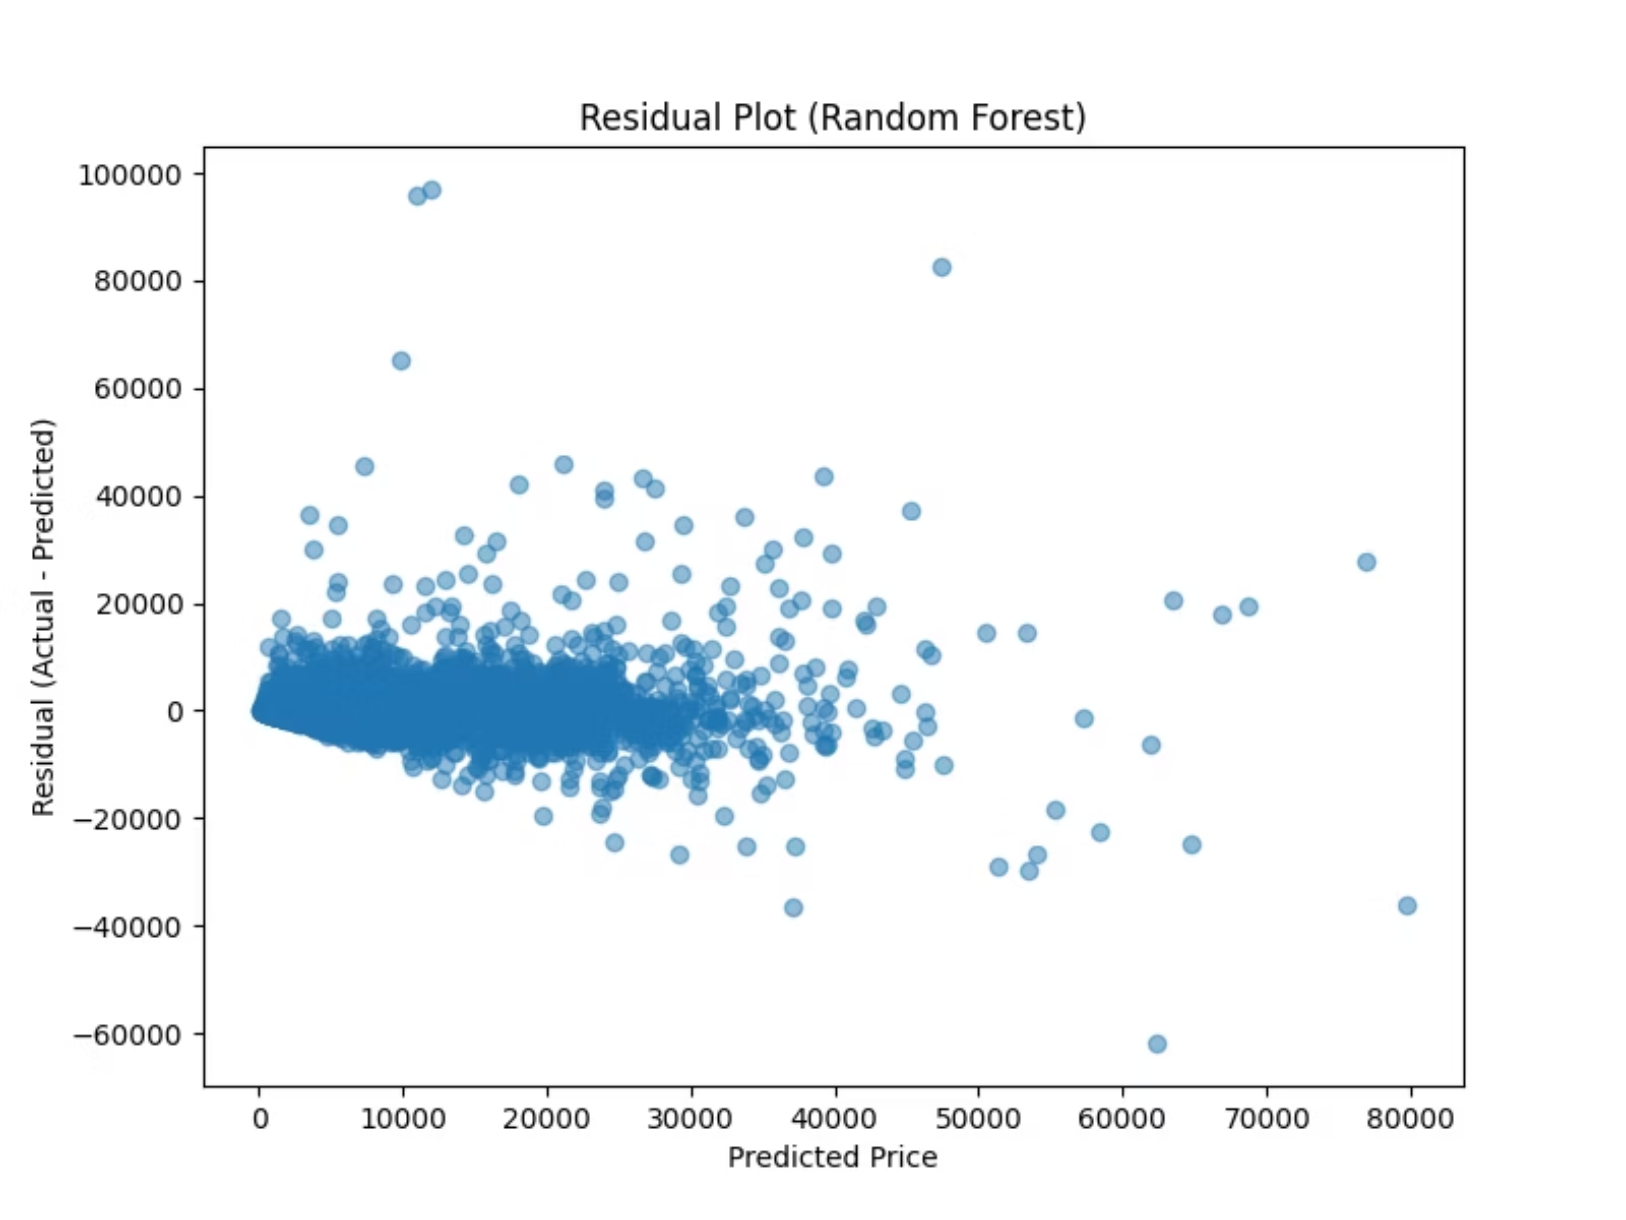 Residual Plot (Random Forest)
100000
80000
60000
40000
20000
0
−20000
−40000
−60000
Residual (Actual - Predicted)
0 10000 20000 30000 40000 50000 60000 70000 80000
Predicted Price